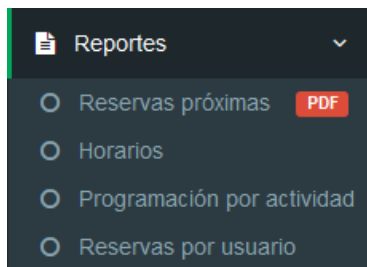 Reportes
Reservas próximas PDF
Horarios
Programación por actividad
Reservas por usuario